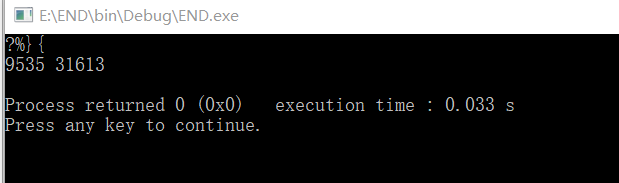 E:\END\bin\Debug\END.exe
?%}{
9535 31613
Process returned 0 (0x0)   execution time : 0.033 s
Press any key to continue.